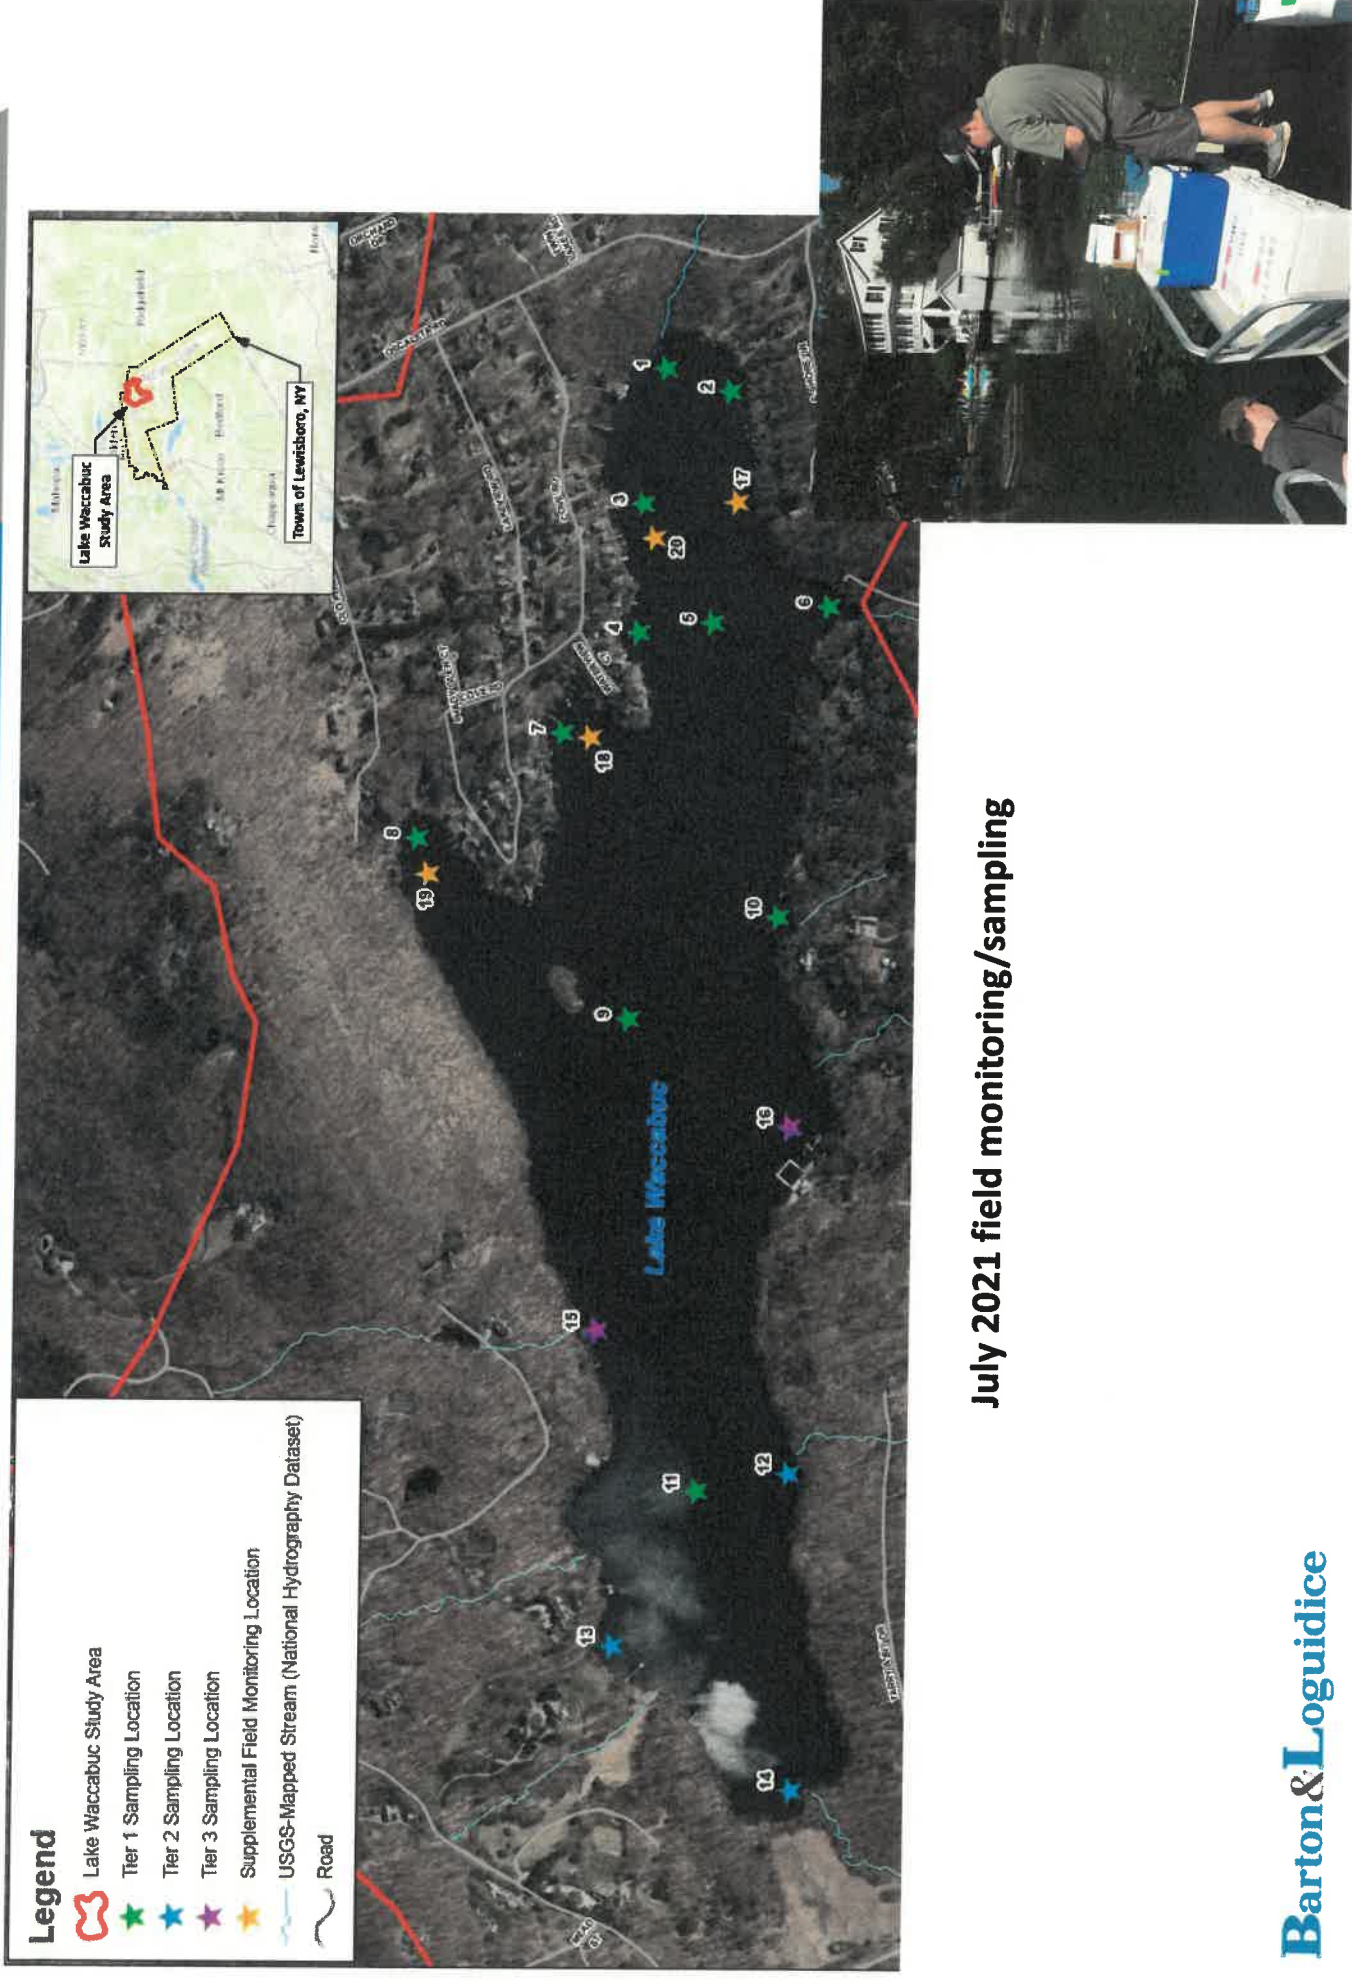 Legend
Lake Waccabuc Study Area
Tier 1 Sampling Location
Tier 2 Sampling Location
Tier 3 Sampling Location
Supplemental Field Monitoring Location
USGS-Mapped Stream (National Hydrography Dataset)
Road
Lake Waccabuc
Study Area
Town of Lewisboro, NY
Ridgefield
Bedford
8
19
7
18
15
13
9
4
3
1
20
11
5
2
17
Lake Waccabuc
14
12
16
10
6
July 2021 field monitoring/sampling
Barton&Loguidice